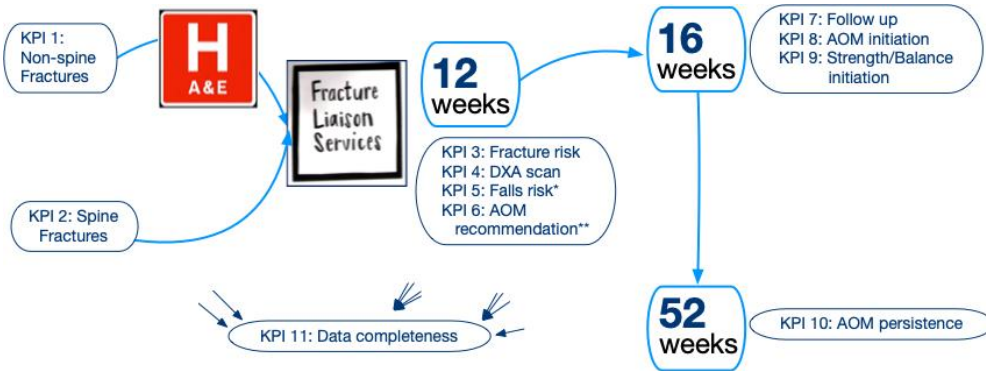 KPI 1:
Non-spine
Fractures
H
A&E
Fracture
Liaison
Services
KPI 2: Spine
Fractures
12
weeks
KPI 3: Fracture risk
KPI 4: DXA scan
KPI 5: Falls risk*
KPI 6: AOM
recommendation**
16
weeks
KPI 7: Follow up
KPI 8: AOM initiation
KPI 9: Strength/Balance
initiation
52
weeks
KPI 10: AOM persistence
KPI 11: Data completeness